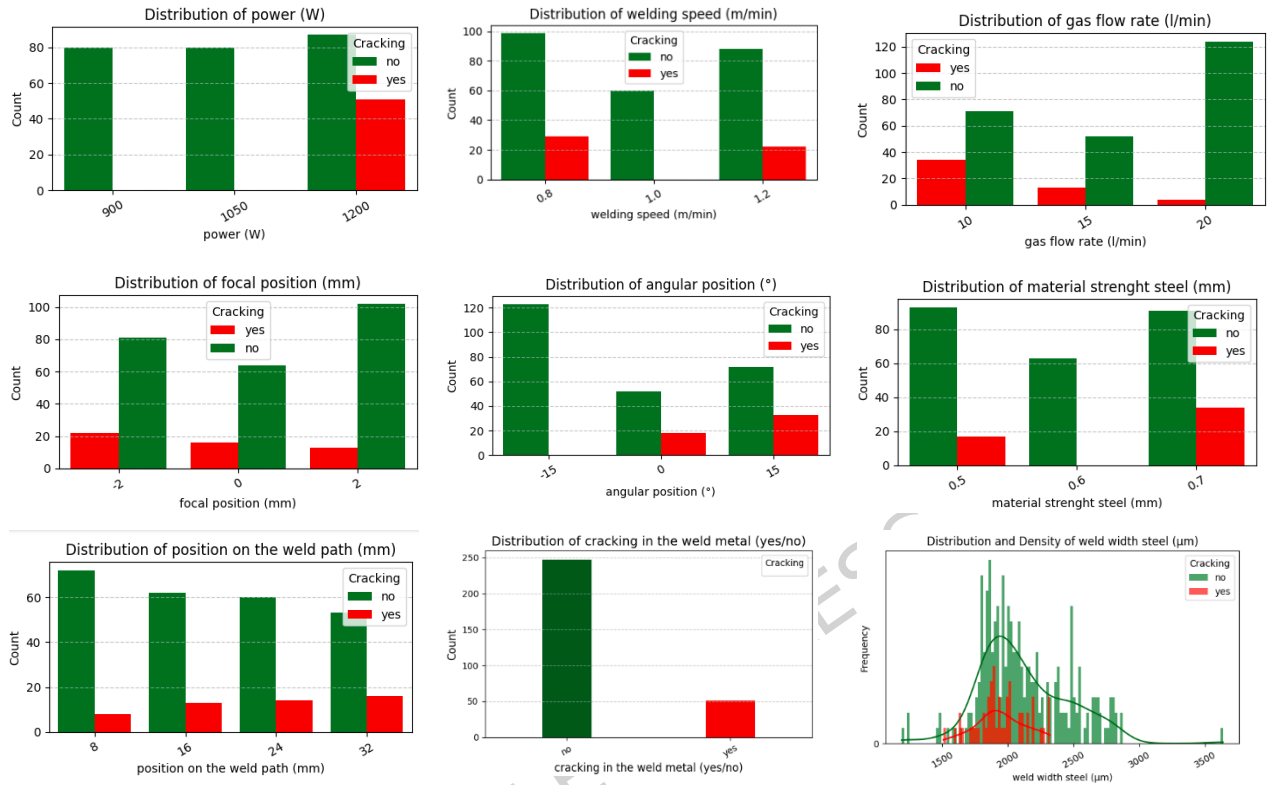 Distribution of power (W)
Count
80
60
40
20
0
Cracking
no
yes
900
1050
1200
power (W)
Distribution of welding speed (m/min)
Count
100
80
60
40
20
0
Cracking
no
yes
0.8
1.0
1.2
welding speed (m/min)
Distribution of gas flow rate (l/min)
Count
120
100
80
60
40
20
0
Cracking
yes
no
10
15
20
gas flow rate (l/min)
Distribution of focal position (mm)
Count
100
80
60
40
20
0
Cracking
yes
no
-2
0
2
focal position (mm)
Distribution of angular position (°)
Count
120
100
80
60
40
20
0
Cracking
no
yes
-15
0
15
angular position (°)
Distribution of material strenght steel (mm)
Count
80
60
40
20
0
Cracking
no
yes
0.5
0.6
0.7
material strenght steel (mm)
Distribution of position on the weld path (mm)
Count
60
40
20
0
Cracking
no
yes
8
16
24
32
position on the weld path (mm)
Distribution of cracking in the weld metal (yes/no)
Count
250
200
150
100
50
0
Cracking
no
yes
cracking in the weld metal (yes/no)
Distribution and Density of weld width steel (μm)
Frequency
0
Cracking
no
yes
1500
2000
2500
3000
3500
weld width steel (μm)